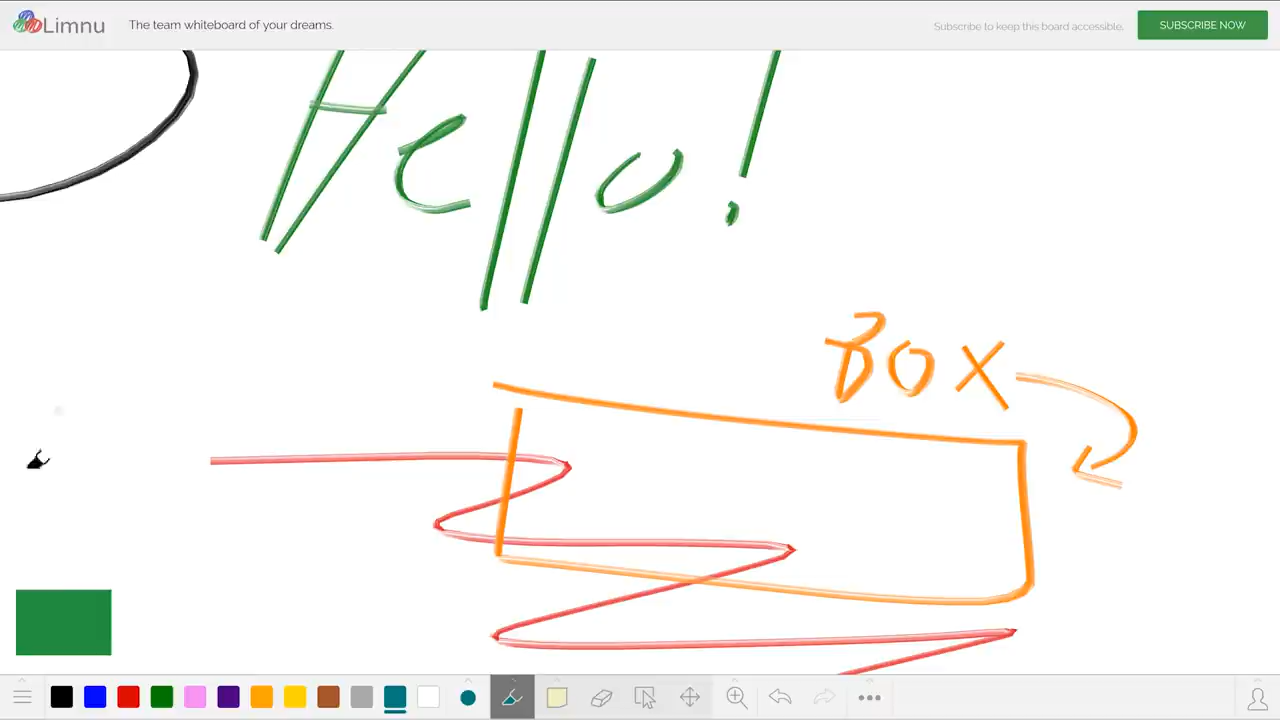 Limnu The team whiteboard of your dreams. Subscribe to keep this board accessible. SUBSCRIBE NOW
Hello!
BOX